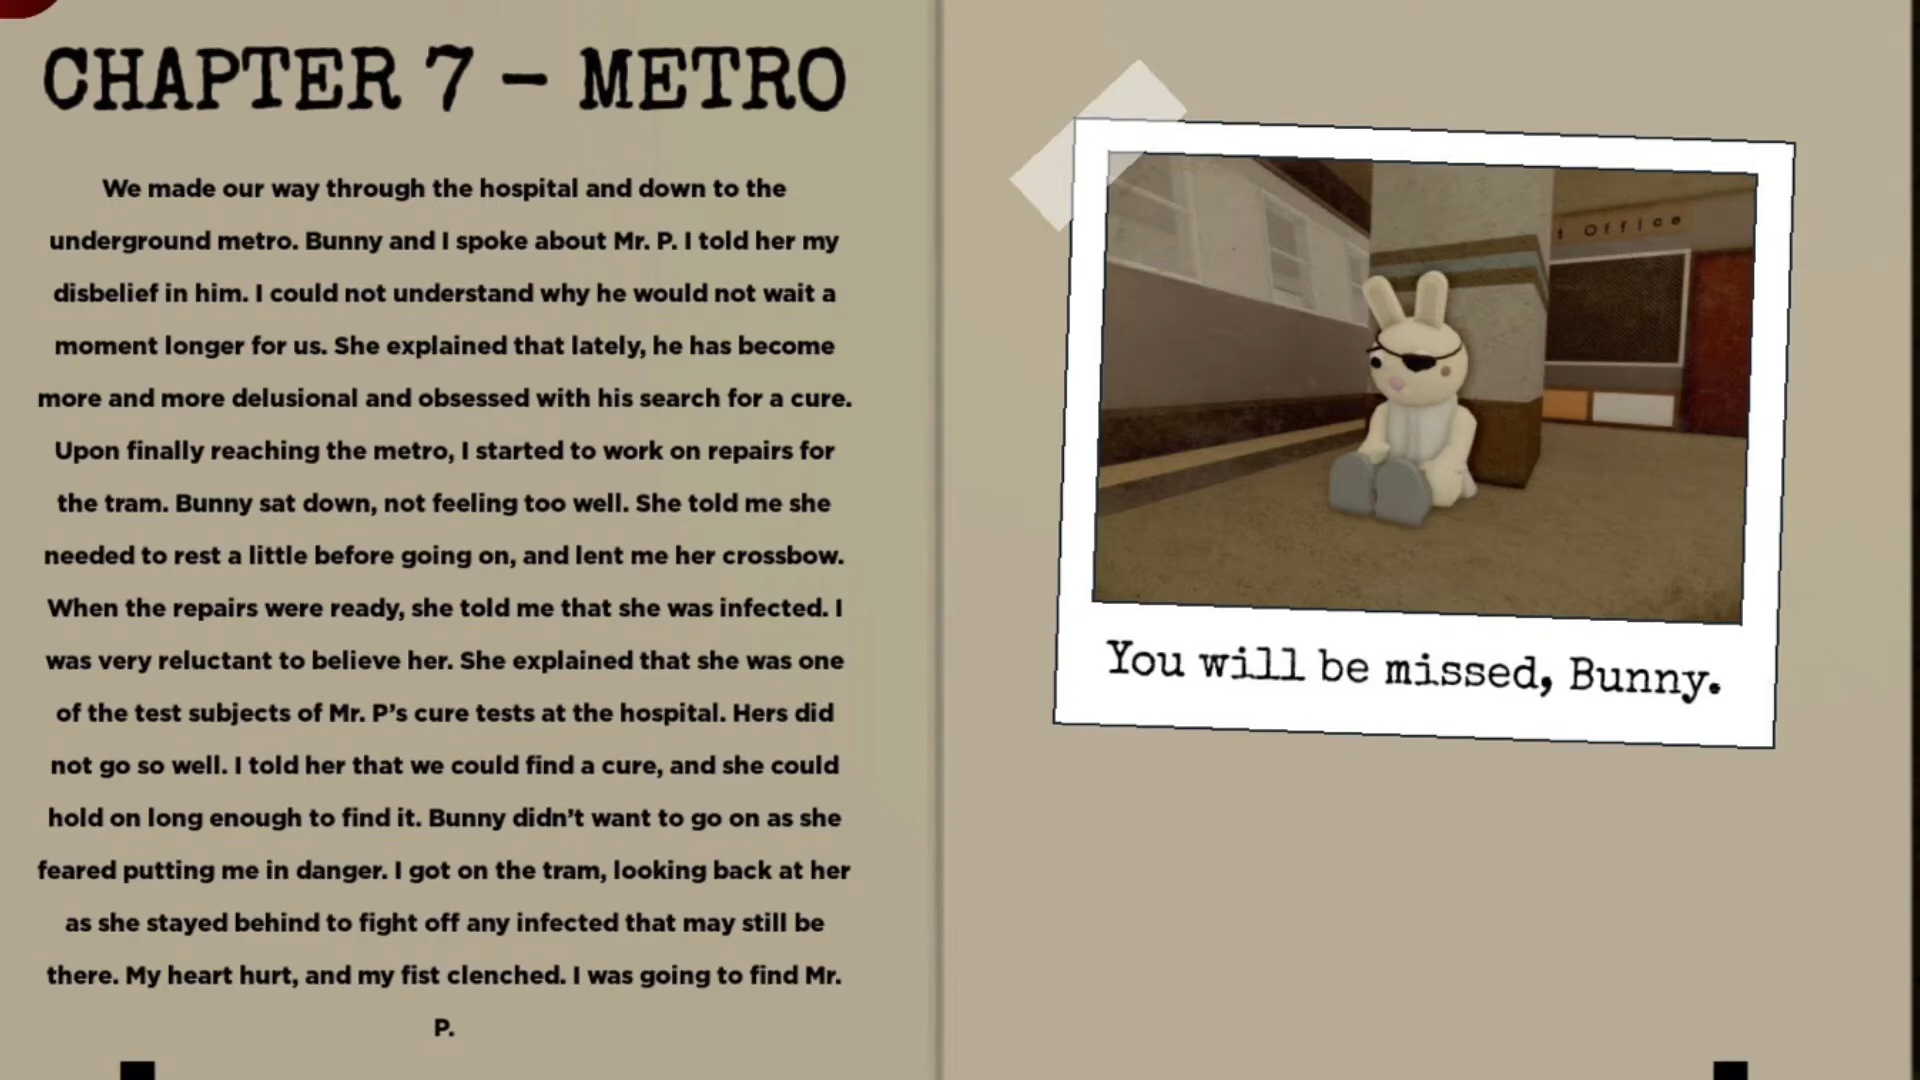 CHAPTER 7 - METRO
We made our way through the hospital and down to the
underground metro. Bunny and I spoke about Mr. P. I told her my
disbelief in him. I could not understand why he would not wait a
moment longer for us. She explained that lately, he has become
more and more delusional and obsessed with his search for a cure.
Upon finally reaching the metro, I started to work on repairs for
the tram. Bunny sat down, not feeling too well. She told me she
needed to rest a little before going on, and lent me her crossbow.
When the repairs were ready, she told me that she was infected. I
was very reluctant to believe her. She explained that she was one
of the test subjects of Mr. P’s cure tests at the hospital. Hers did
not go so well. I told her that we could find a cure, and she could
hold on long enough to find it. Bunny didn’t want to go on as she
feared putting me in danger. I got on the tram, looking back at her
as she stayed behind to fight off any infected that may still be
there. My heart hurt, and my fist clenched. I was going to find Mr.
P.
t Office
You will be missed, Bunny.